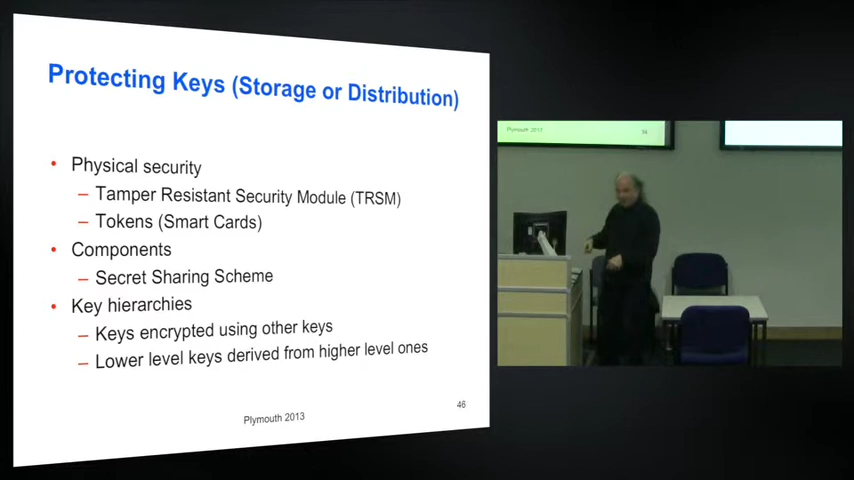 Protecting Keys (Storage or Distribution)
• Physical security
– Tamper Resistant Security Module (TRSM)
– Tokens (Smart Cards)
• Components
– Secret Sharing Scheme
• Key hierarchies
– Keys encrypted using other keys
– Lower level keys derived from higher level ones
Plymouth 2013
46
Plymouth 2013